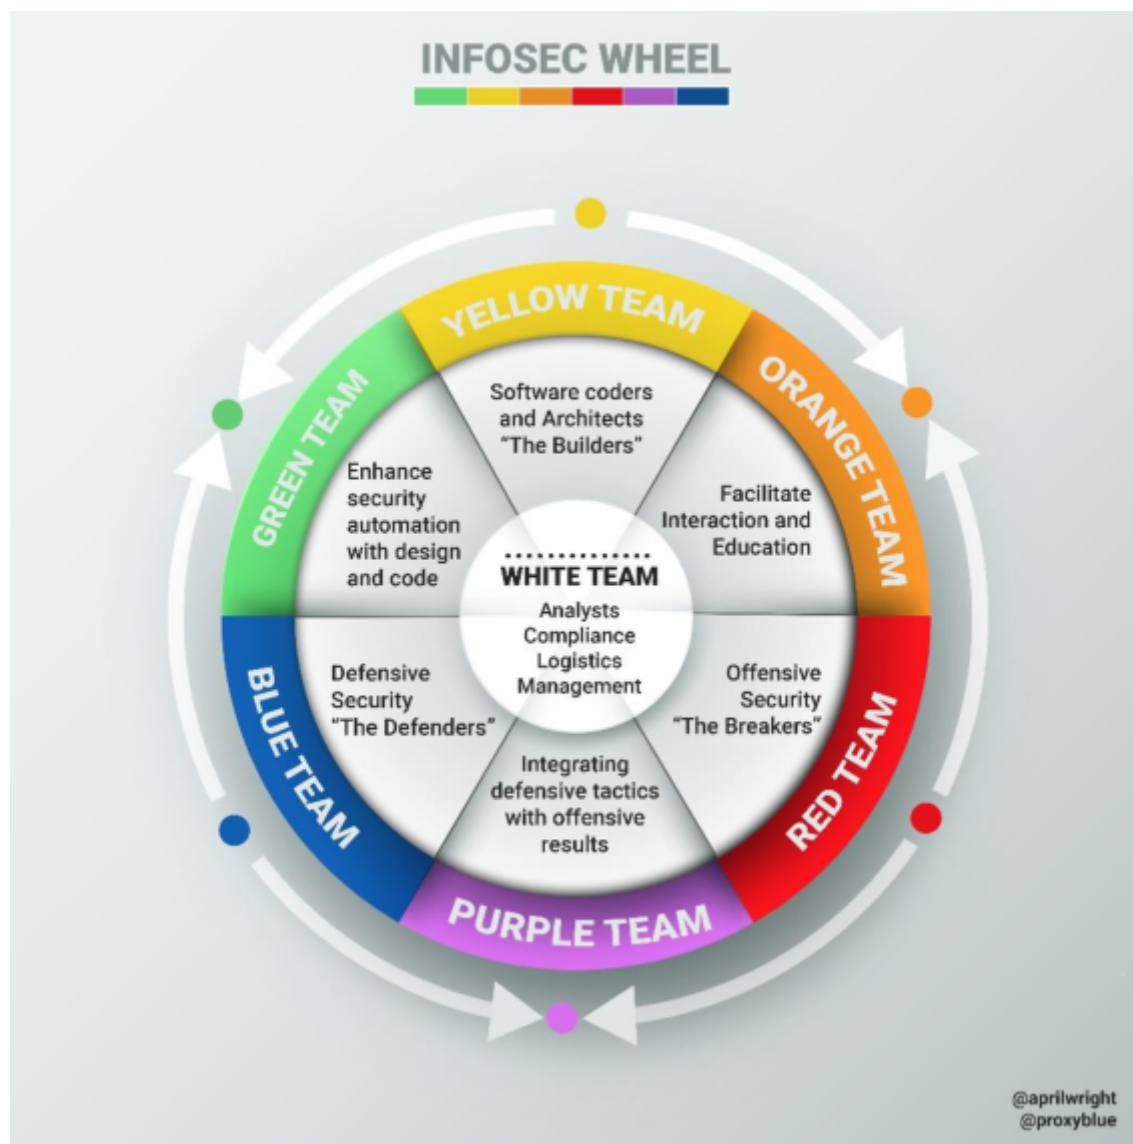 INFOSEC WHEEL
YELLOW TEAM
Software coders
and Architects
“The Builders”
ORANGE TEAM
Facilitate
Interaction and
Education
GREEN TEAM
Enhance
security
automation
with design
and code
WHITE TEAM
Analysts
Compliance
Logistics
Management
BLUE TEAM
Defensive
Security
“The Defenders”
RED TEAM
Offensive
Security
“The Breakers“
Integrating
defensive tactics
with offensive
results
PURPLE TEAM
@aprilwright
@proxyblue